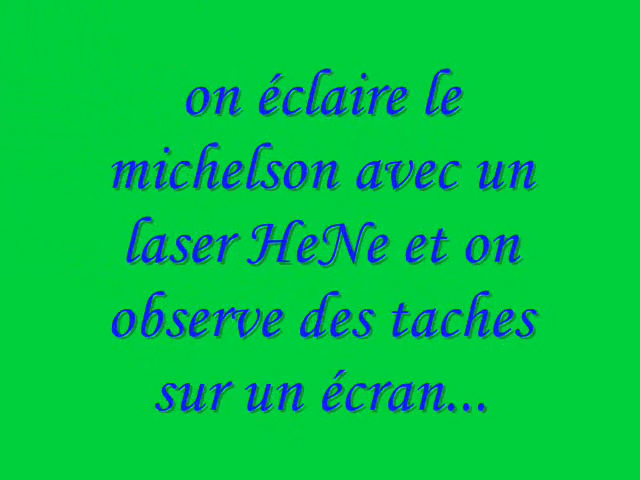 on éclaire le
michelson avec un
laser HeNe et on
observe des taches
sur un écran...